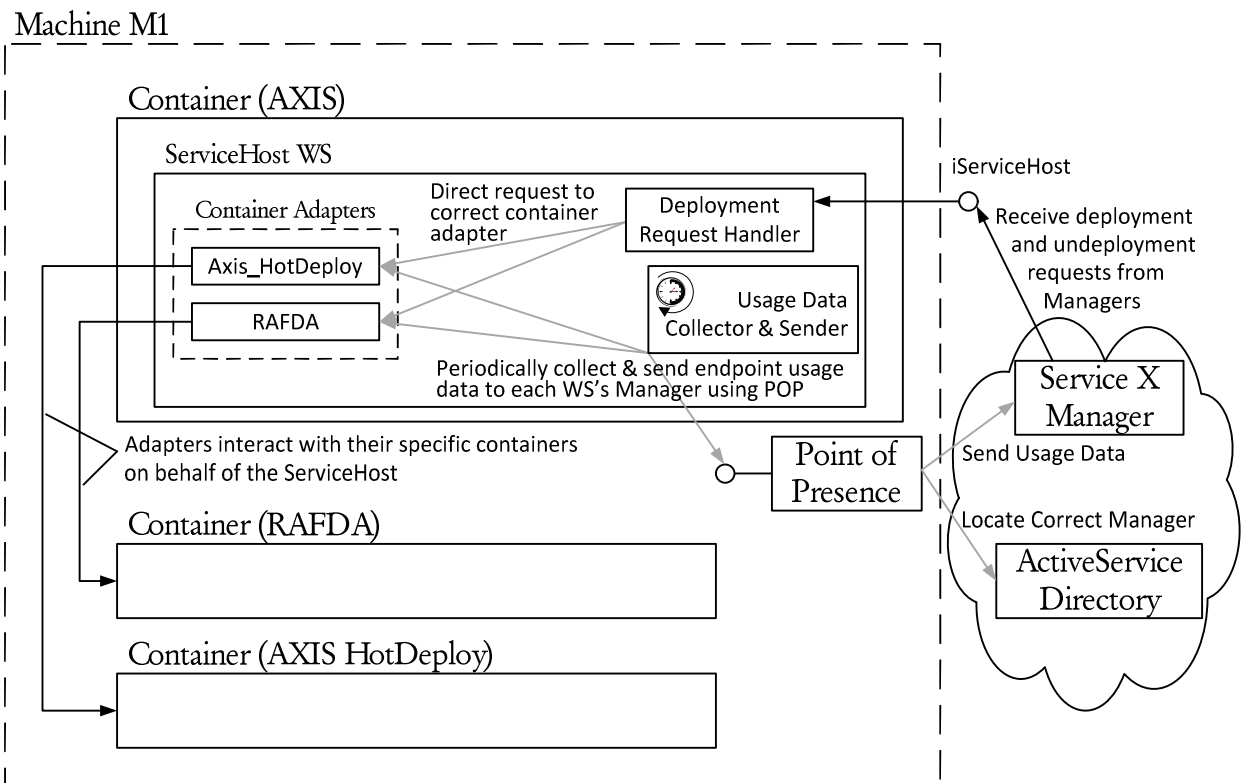 Machine M1
Container (AXIS)
ServiceHost WS
iServiceHost
Container Adapters
Direct request to
correct container
adapter
Deployment
Request Handler
Receive deployment
and undeployment
requests from
Managers
Axis_HotDeploy
RAFDA
Usage Data
Collector & Sender
Periodically collect & send endpoint usage
data to each WS's Manager using POP
Service X
Manager
Adapters interact with their specific containers
on behalf of the ServiceHost
Point of
Presence
Send Usage Data
Locate Correct Manager
ActiveService
Directory
Container (RAFDA)
Container (AXIS HotDeploy)